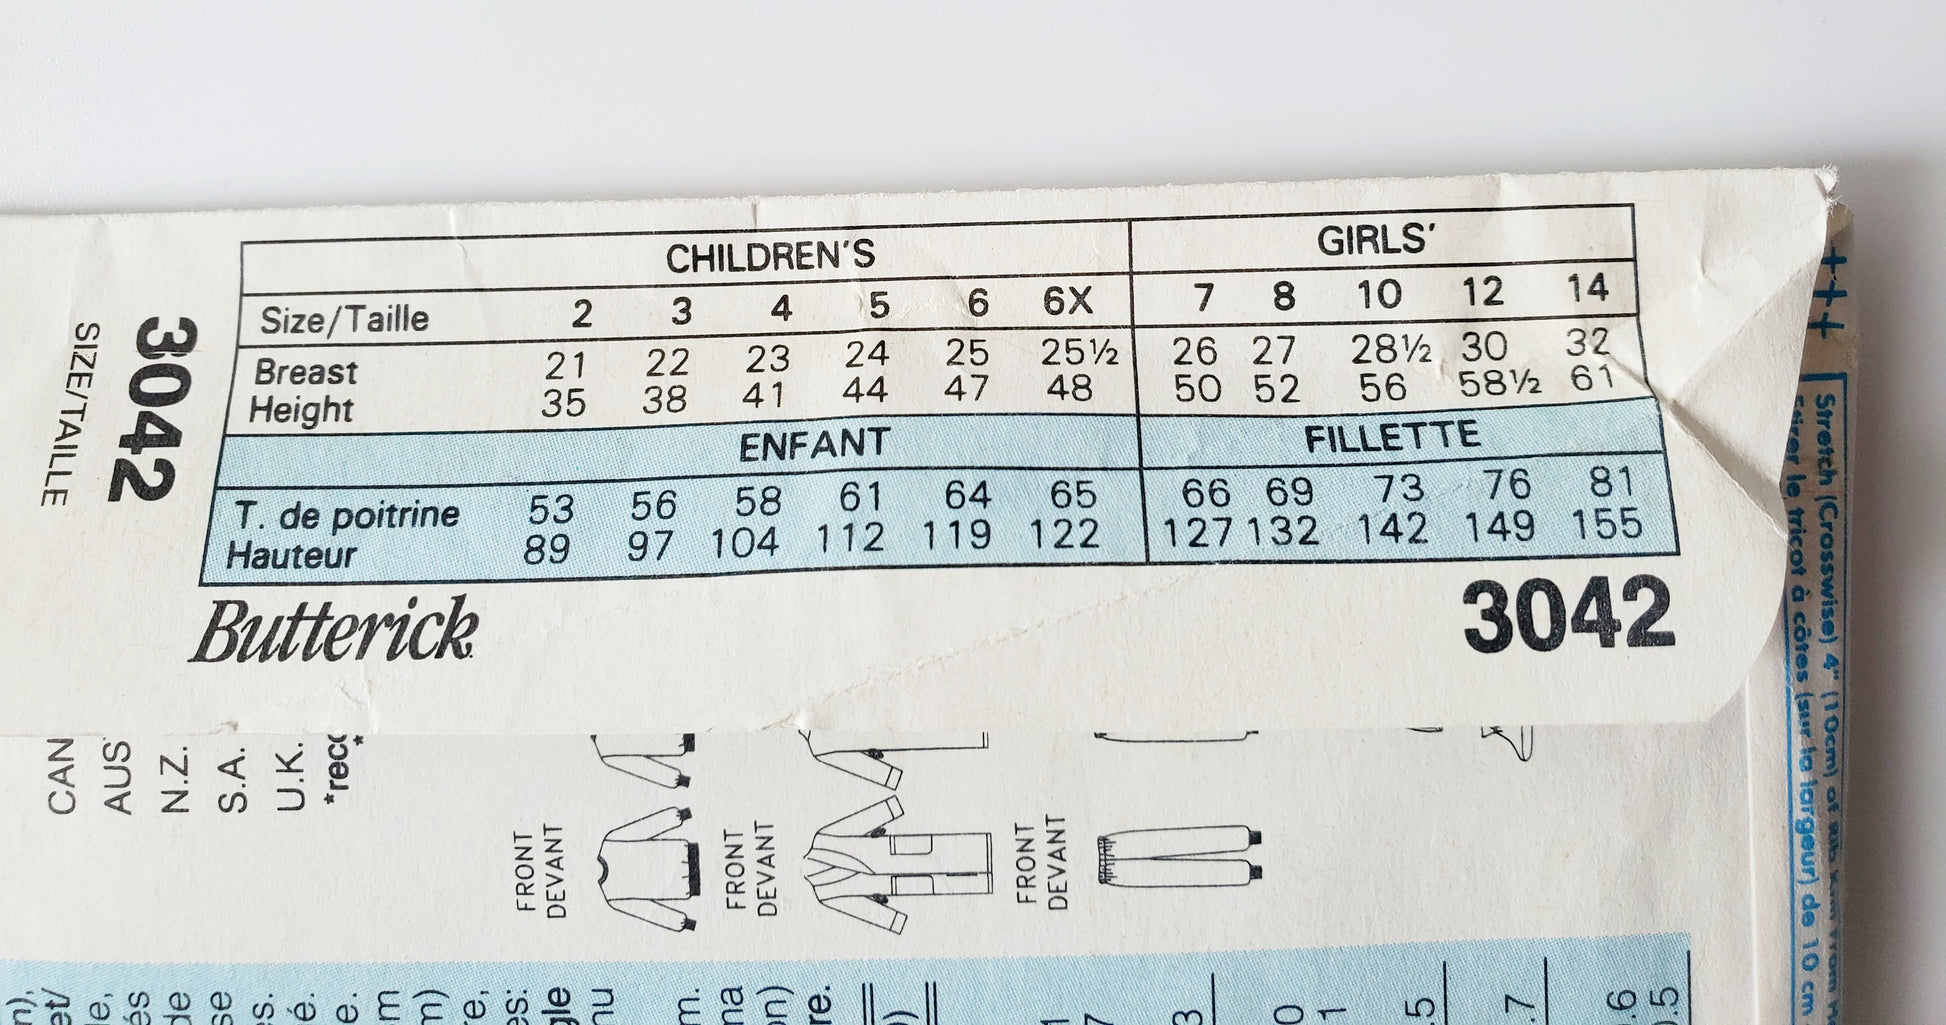 CHILDREN'S GIRLS'
Size/Taille 2 3 4 5 6 6X 7 8 10 12 14
Breast 21 22 23 24 25 25½ 26 27 28½ 30 32
Height 35 38 41 44 47 48 50 52 56 58½ 61
ENFANT FILLETTE
T. de poitrine 53 56 58 61 64 65 66 69 73 76 81
Hauteur 89 97 104 112 119 122 127 132 142 149 155
Butterick 3042
3042
SIZE/TAILLE
CAN
AUS
N.Z.
S.A.
U.K.
FRONT
DEVANT
FRONT
DEVANT
FRONT
DEVANT
Stretch (Crosswise) 4" (10cm) of
le tricot à côtes (sur la largeur) de 10 cm